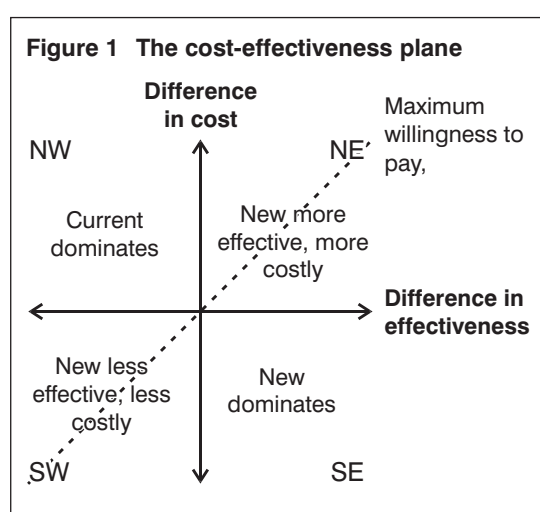 Figure 1 The cost-effectiveness plane
Difference
in cost
Maximum
willingness to
pay,
NW
NE
Current
dominates
New more
effective, more
costly
Difference in
effectiveness
New less
effective, less
costly
New
dominates
SW
SE